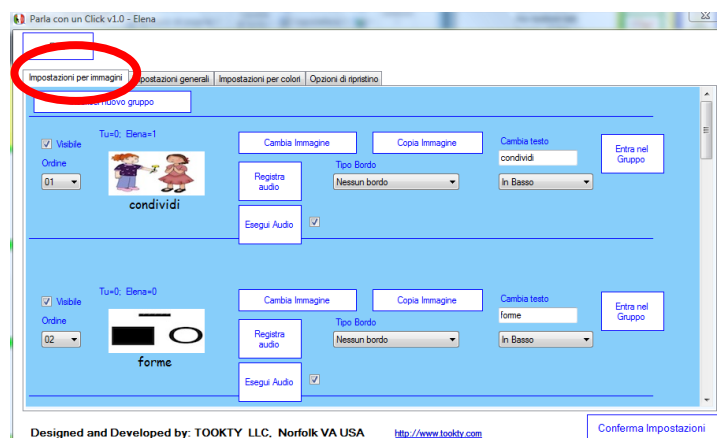 Parla con un Click v1.0 - Elena
Impostazioni per immagini
Impostazioni per colori
Opzioni di ripristino
nuovo gruppo
Tu=0; Elena=1
Visibile
Ordine
01
condividi
Cambia Immagine
Copia Immagine
Registra audio
Tipo Bordo
Nessun bordo
Esegui Audio
Cambia testo
condividi
In Basso
Entra nel Gruppo
Tu=0; Elena=0
Visibile
Ordine
02
forme
Cambia Immagine
Copia Immagine
Registra audio
Tipo Bordo
Nessun bordo
Esegui Audio
Cambia testo
forme
In Basso
Entra nel Gruppo
Designed and Developed by: TOOKTY LLC, Norfolk VA USA
http://www.tookty.com
Conferma Impostazioni